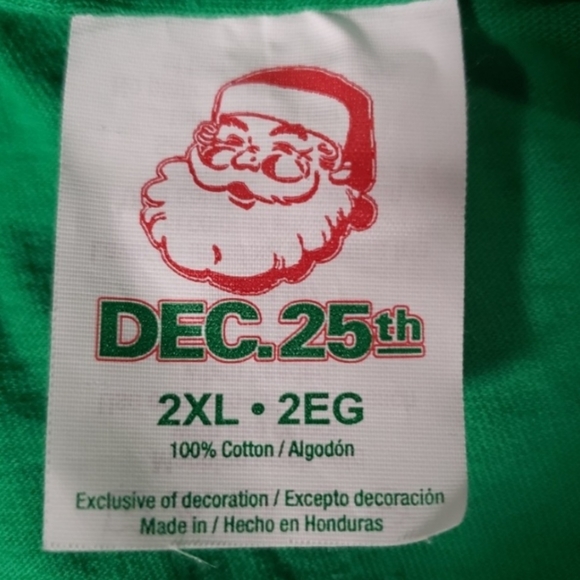 DEC. 25th
2XL • 2EG
100% Cotton / Algodón
Exclusive of decoration / Excepto decoración
Made in / Hecho en Honduras